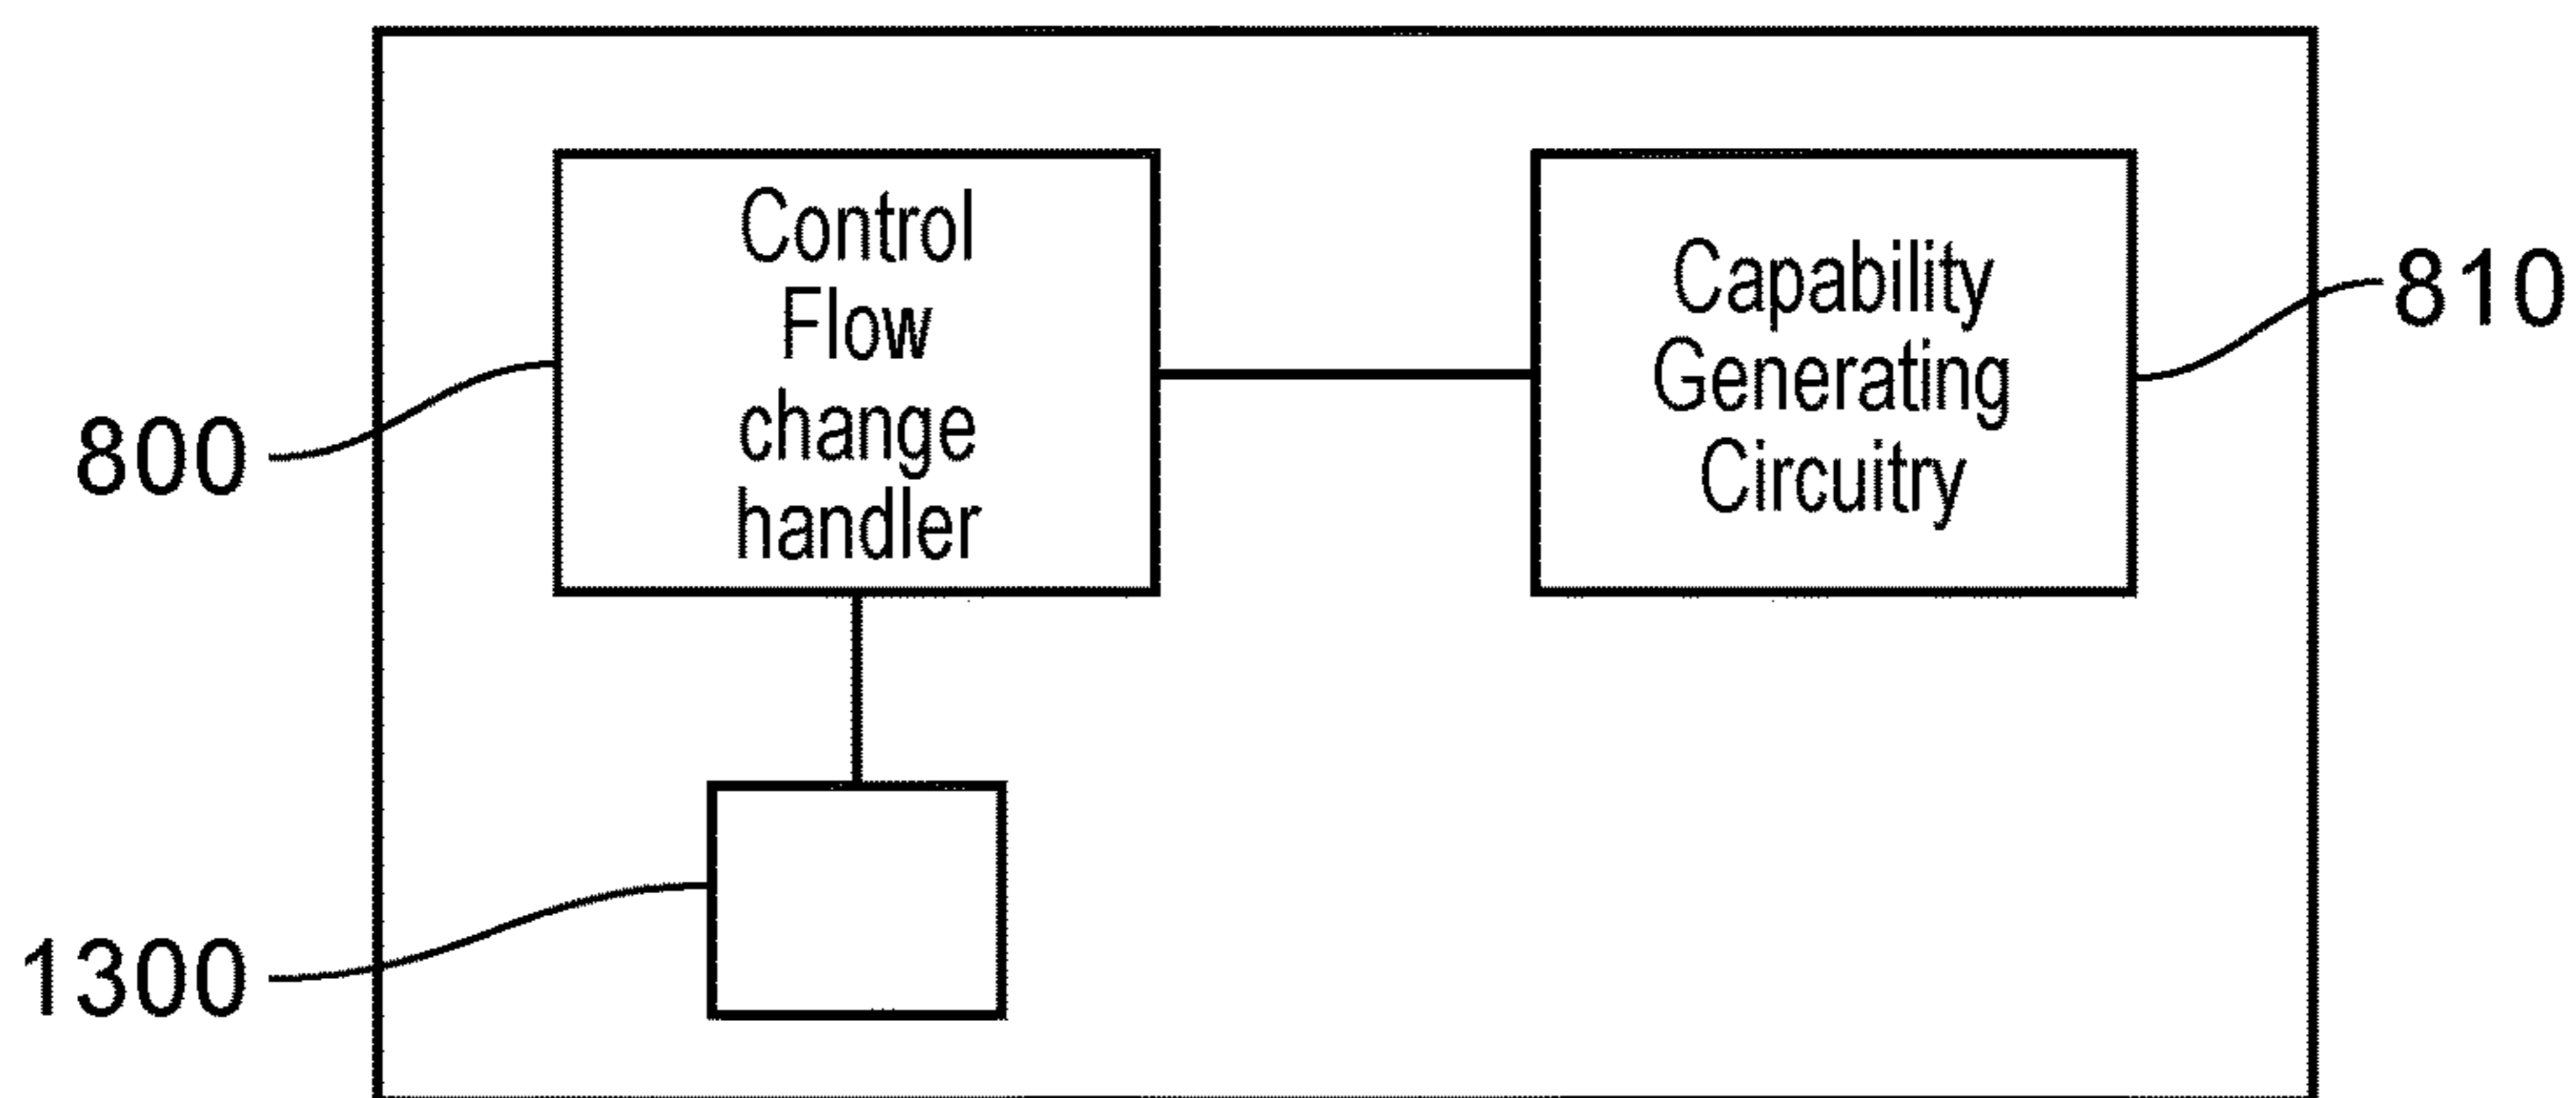 Control
Flow
change
handler
Capability
Generating
Circuitry
810
800
1300